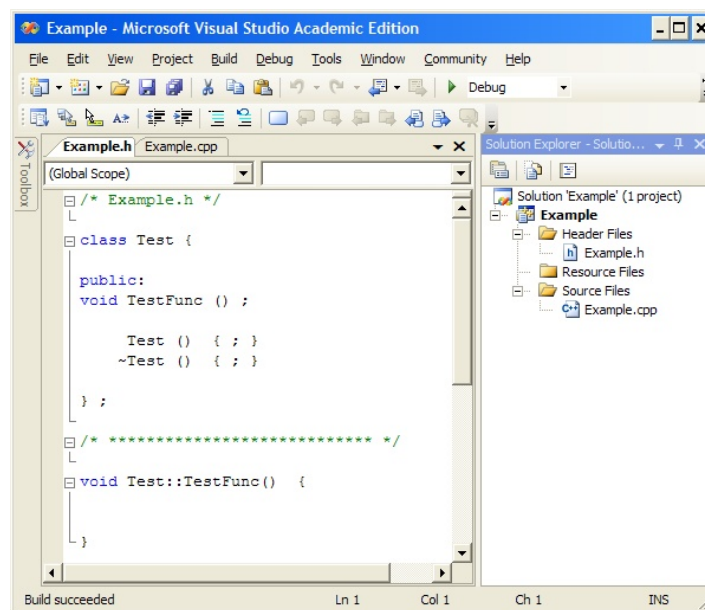 Example - Microsoft Visual Studio Academic Edition
File Edit View Project Build Debug Tools Window Community Help
Debug
Toolbox
Example.h Example.cpp
(Global Scope)
/* Example.h */
class Test {
public:
void TestFunc () ;
Test () { ; }
~Test () { ; }
} ;
/* **************************** */
void Test::TestFunc() {
}
Solution Explorer - Solutio...
Solution 'Example' (1 project)
Example
Header Files
Example.h
Resource Files
Source Files
Example.cpp
Build succeeded Ln 1 Col 1 Ch 1 INS